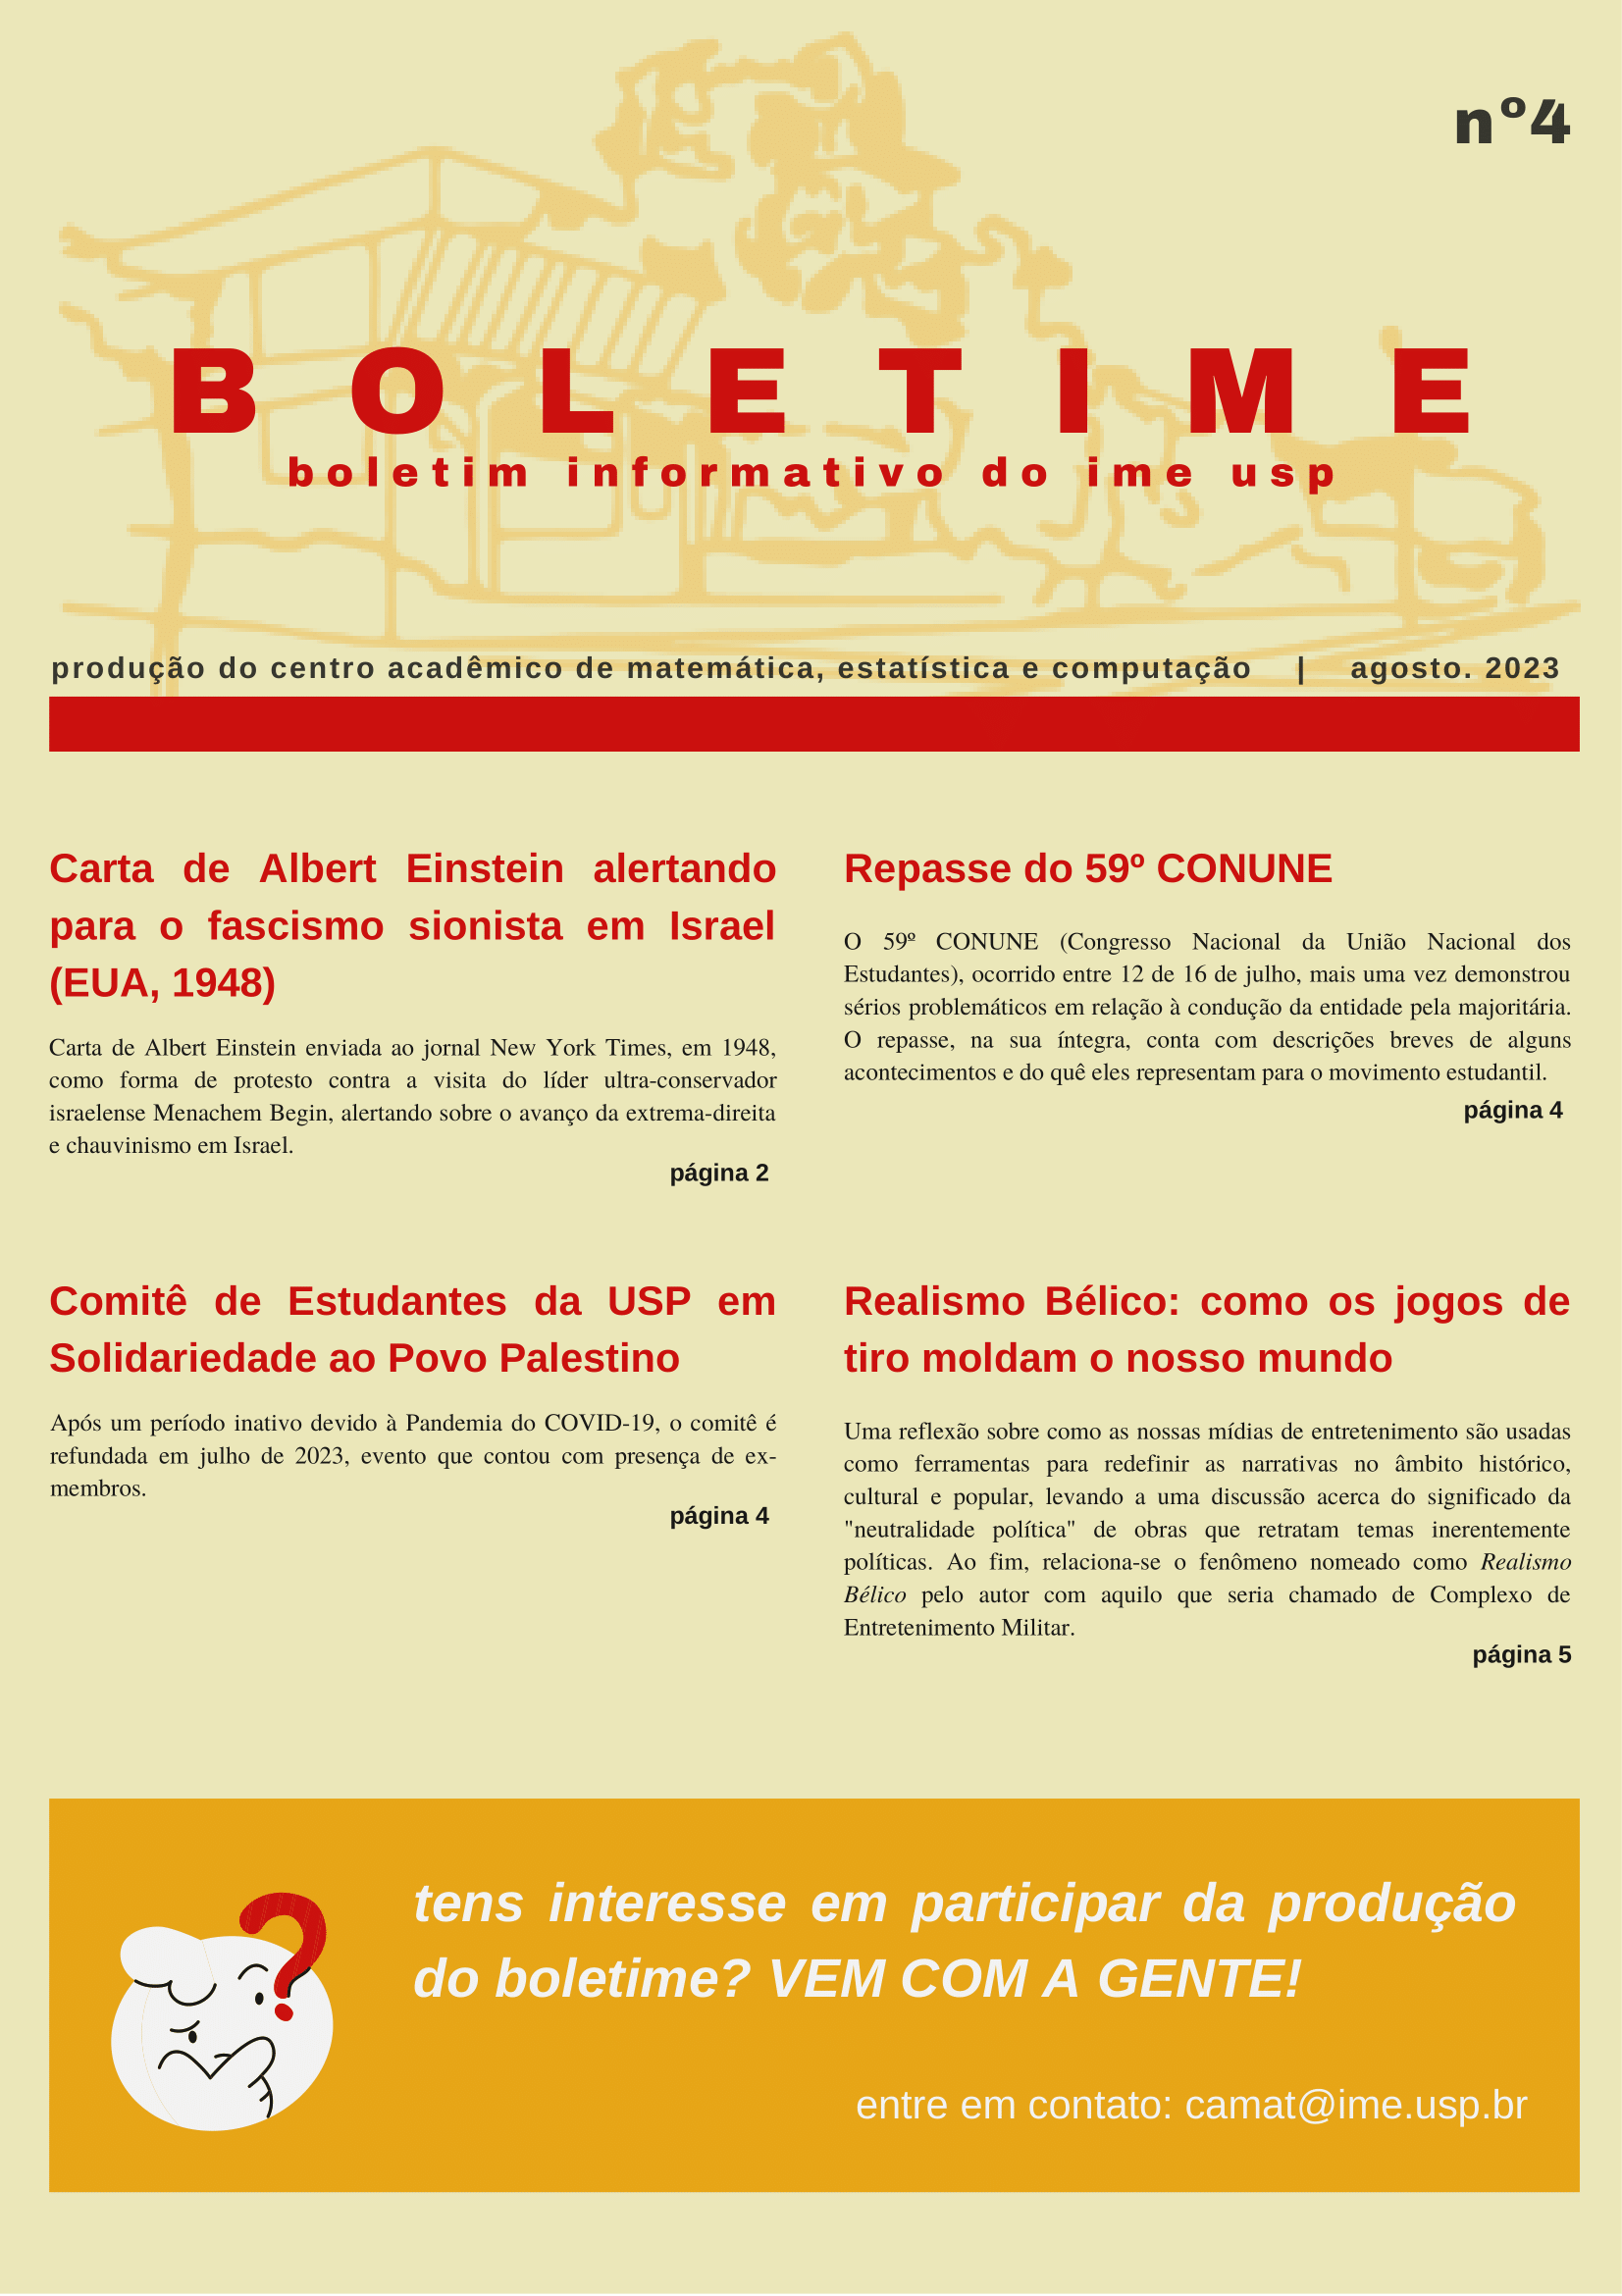 nº4
BOLETIME
boletim informativo do ime usp
produção do centro acadêmico de matemática, estatística e computação | agosto. 2023
Carta de Albert Einstein alertando
para o fascismo sionista em Israel
(EUA, 1948)
Carta de Albert Einstein enviada ao jornal New York Times, em 1948,
como forma de protesto contra a visita do líder ultra-conservador
israelense Menachem Begin, alertando sobre o avanço da extrema-direita
e chauvinismo em Israel.
página 2
Repasse do 59º CONUNE
O 59º CONUNE (Congresso Nacional da União Nacional dos
Estudantes), ocorrido entre 12 de 16 de julho, mais uma vez demonstrou
sérios problemáticos em relação à condução da entidade pela majoritária.
O repasse, na sua íntegra, conta com descrições breves de alguns
acontecimentos e do quê eles representam para o movimento estudantil.
página 4
Comitê de Estudantes da USP em
Solidariedade ao Povo Palestino
Após um período inativo devido à Pandemia do COVID-19, o comitê é
refundada em julho de 2023, evento que contou com presença de ex-
membros.
página 4
Realismo Bélico: como os jogos de
tiro moldam o nosso mundo
Uma reflexão sobre como as nossas mídias de entretenimento são usadas
como ferramentas para redefinir as narrativas no âmbito histórico,
cultural e popular, levando a uma discussão acerca do significado da
"neutralidade política" de obras que retratam temas inerentemente
políticas. Ao fim, relaciona-se o fenômeno nomeado como Realismo
Bélico pelo autor com aquilo que seria chamado de Complexo de
Entretenimento Militar.
página 5
?
tens interesse em participar da produção
do boletime? VEM COM A GENTE!
entre em contato: camat@ime.usp.br